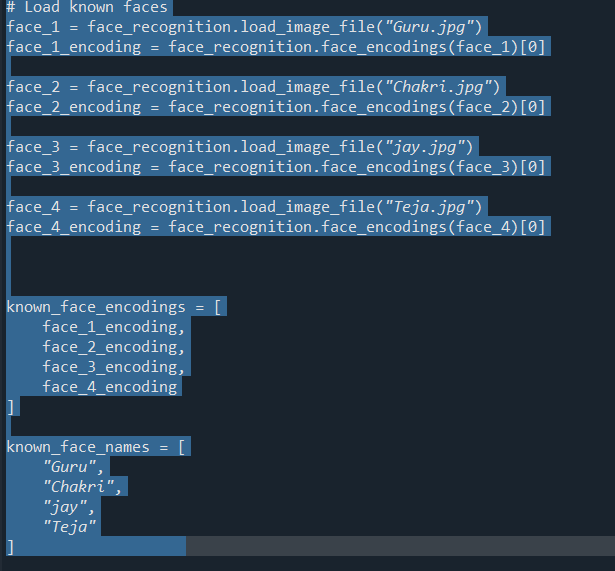 # Load known faces
face_1 = face_recognition.load_image_file("Guru.jpg")
face_1_encoding = face_recognition.face_encodings(face_1)[0]
face_2 = face_recognition.load_image_file("Chakri.jpg")
face_2_encoding = face_recognition.face_encodings(face_2)[0]
face_3 = face_recognition.load_image_file("jay.jpg")
face_3_encoding = face_recognition.face_encodings(face_3)[0]
face_4 = face_recognition.load_image_file("Teja.jpg")
face_4_encoding = face_recognition.face_encodings(face_4)[0]
known_face_encodings = [
    face_1_encoding,
    face_2_encoding,
    face_3_encoding,
    face_4_encoding
]
known_face_names = [
    "Guru",
    "Chakri",
    "jay",
    "Teja"
]